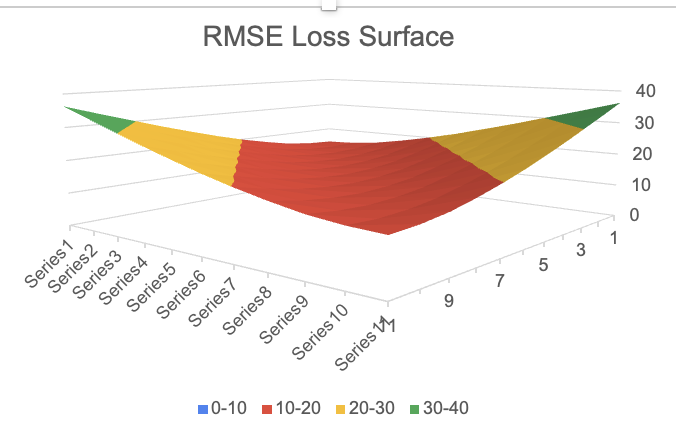 RMSE Loss Surface
40
30
20
10
0
Series1
Series2
Series3
Series4
Series5
Series6
Series7
Series8
Series9
Series10
Series11
11
9
7
5
3
1
0-10 10-20 20-30 30-40